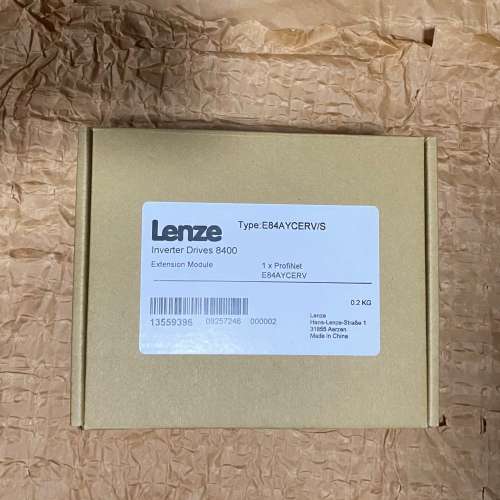 Lenze Type:E84AYCERV/S
Inverter Drives 8400
Extension Module 1 x ProfiNet
E84AYCERV
0.2 KG
13559396 09257246 000002
Lenze
Hans-Lenze-Straße 1
31855 Aerzen
Made in China